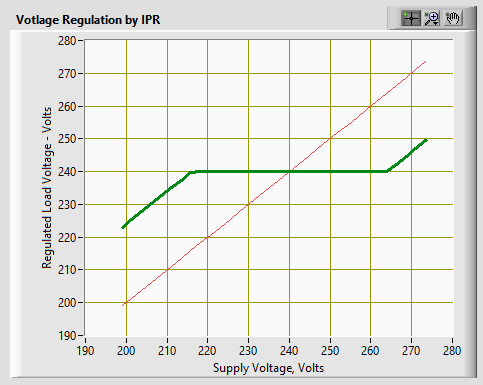 Votlage Regulation by IPR
280
270
260
250
240
230
220
210
200
190
Regulated Load Voltage - Volts
190 200 210 220 230 240 250 260 270 280
Supply Voltage, Volts